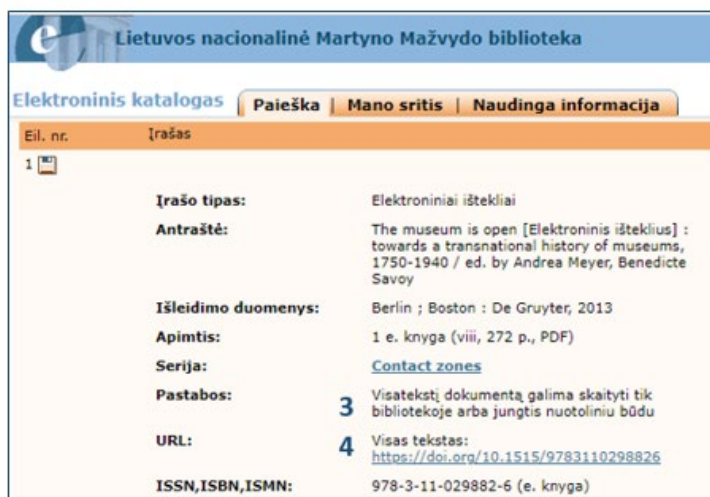 e
Lietuvos nacionalinė Martyno Mažvydo biblioteka
Elektroninis katalogas Paieška | Mano sritis | Naudinga informacija
Eil. nr. Įrašas
1
Įrašo tipas: Elektroniniai ištekliai
Antraštė: The museum is open [Elektroninis išteklius] :
towards a transnational history of museums,
1750-1940 / ed. by Andrea Meyer, Benedicte
Savoy
Išleidimo duomenys: Berlin ; Boston : De Gruyter, 2013
Apimtis: 1 e. knyga (viii, 272 p., PDF)
Serija: Contact zones
Pastabos: 3 Visatekstį dokumentą galima skaityti tik
bibliotekoje arba jungtis nuotoliniu būdu
URL: 4 Visas tekstas:
https://doi.org/10.1515/9783110298826
ISSN,ISBN,ISMN: 978-3-11-029882-6 (e. knyga)